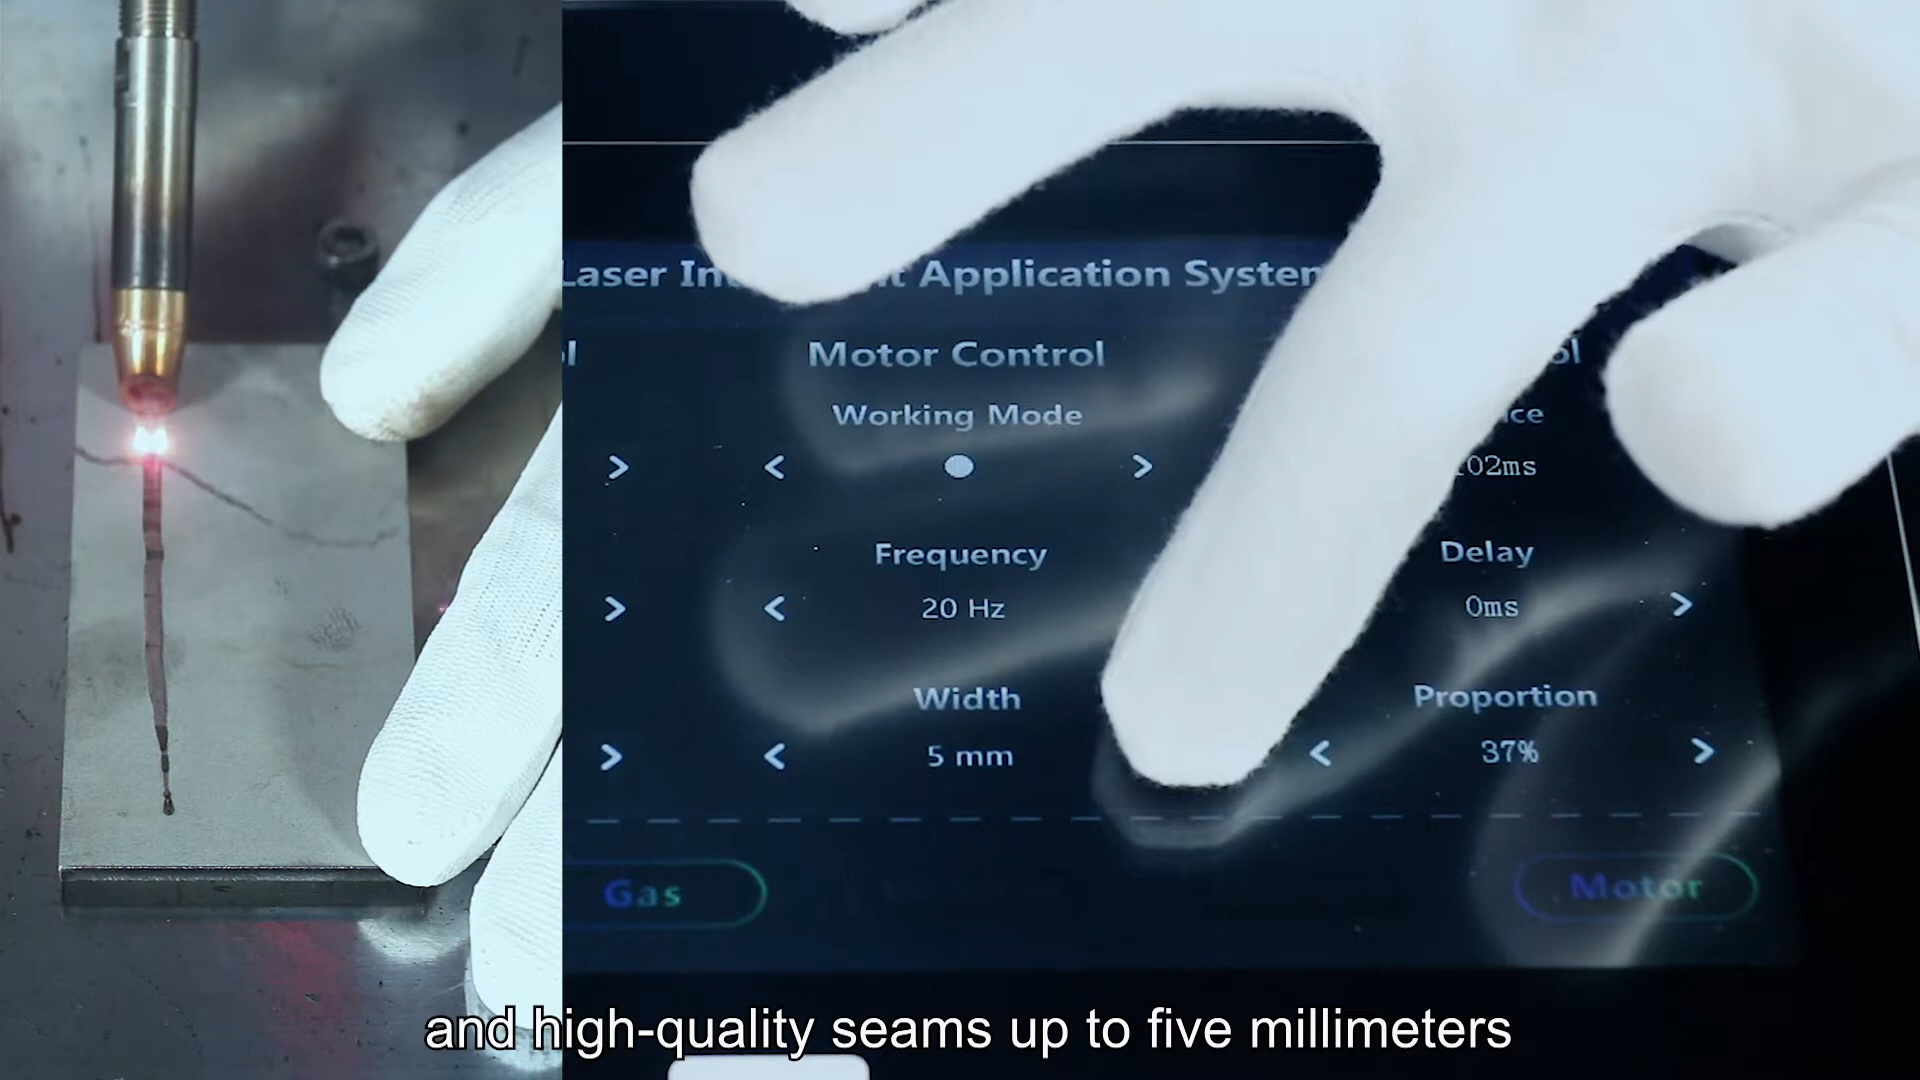 Laser In t Application System
Motor Control
Working Mode
02ms
Frequency
Delay
20 Hz
0ms
Width
Proportion
5 mm
37%
Gas
Motor
and high-quality seams up to five millimeters